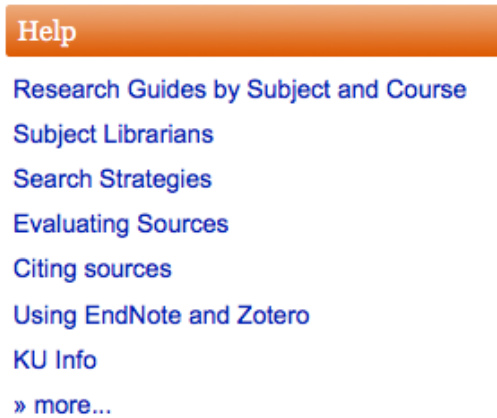 Help
Research Guides by Subject and Course
Subject Librarians
Search Strategies
Evaluating Sources
Citing sources
Using EndNote and Zotero
KU Info
» more...